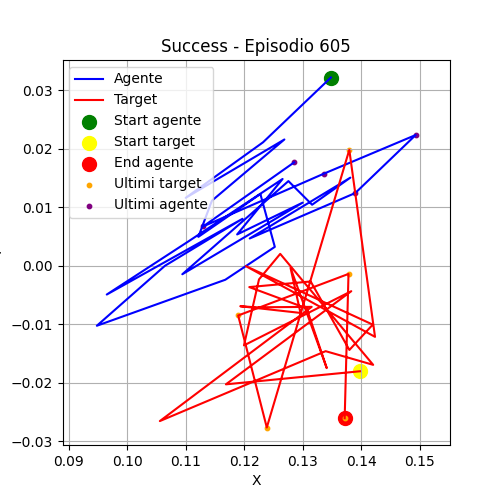 Success - Episodio 605
Agente
Target
Start agente
Start target
End agente
Ultimi target
Ultimi agente
0.03
0.02
0.01
0.00
−0.01
−0.02
−0.03
0.09 0.10 0.11 0.12 0.13 0.14 0.15
X